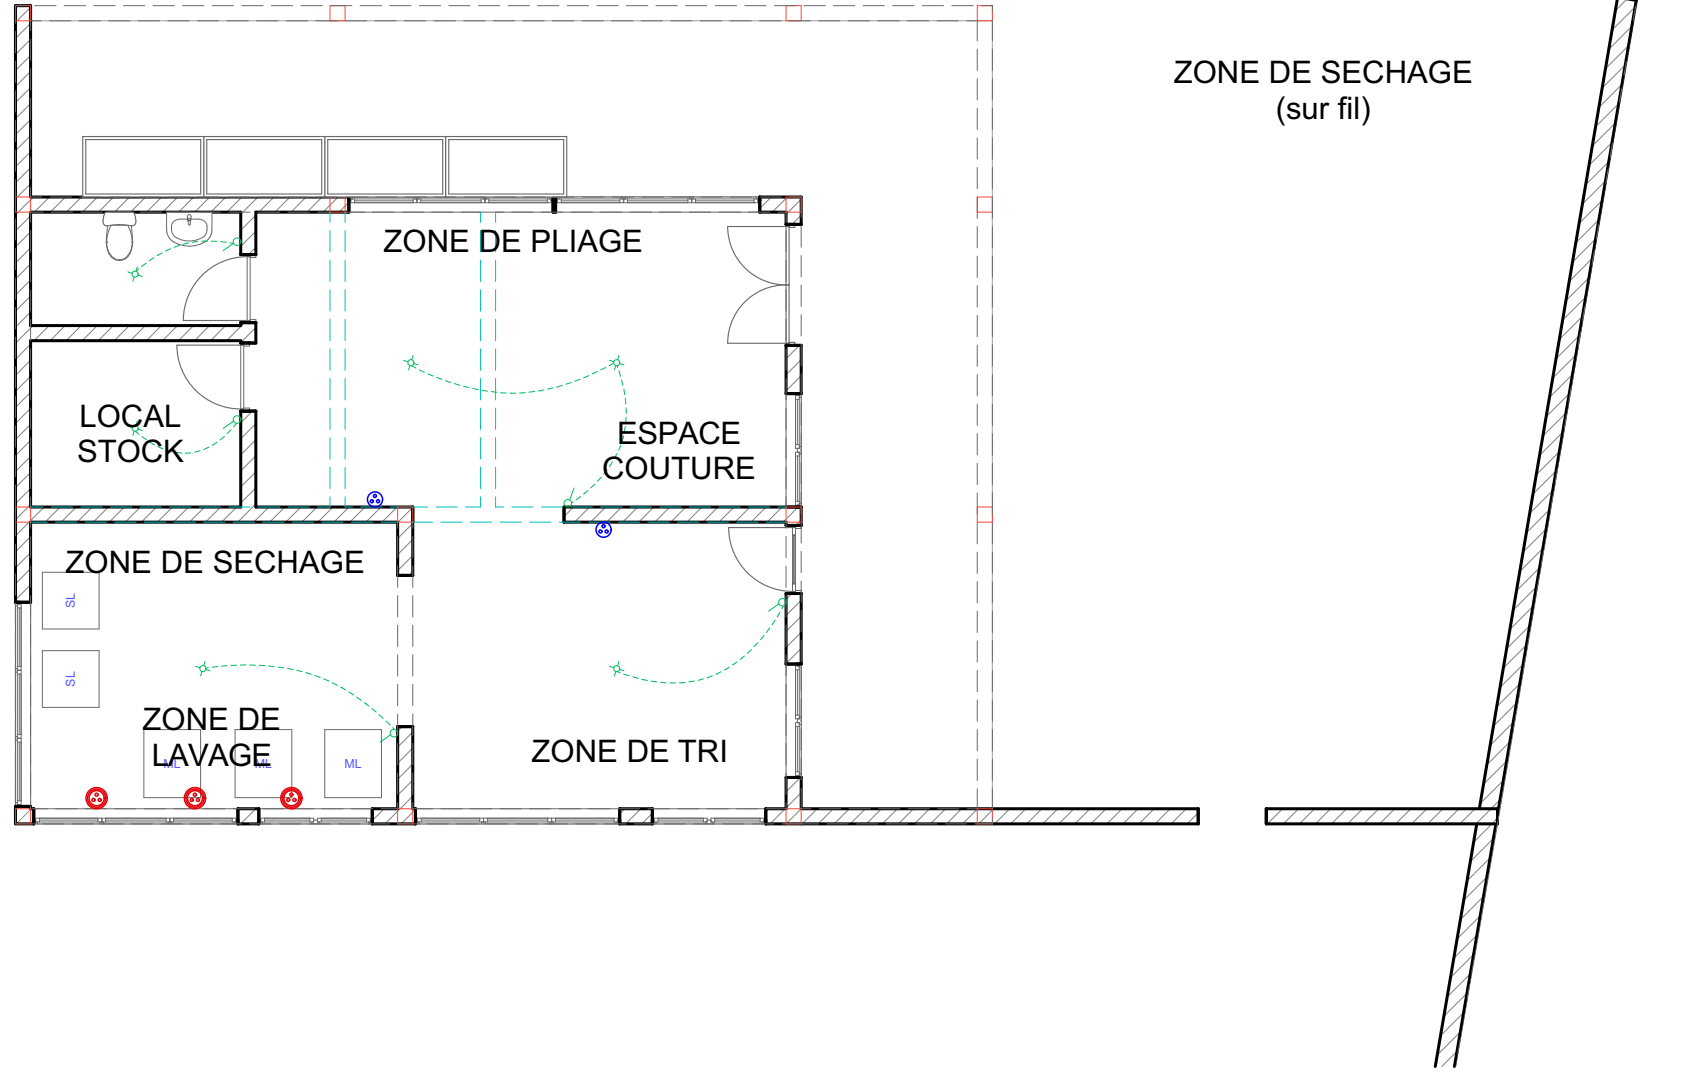 ZONE DE SECHAGE
(sur fil)
ZONE DE PLIAGE
LOCAL
STOCK
ESPACE
COUTURE
ZONE DE SECHAGE
SL
SL
ZONE DE
LAVAGE
ML
ML
ML
ZONE DE TRI